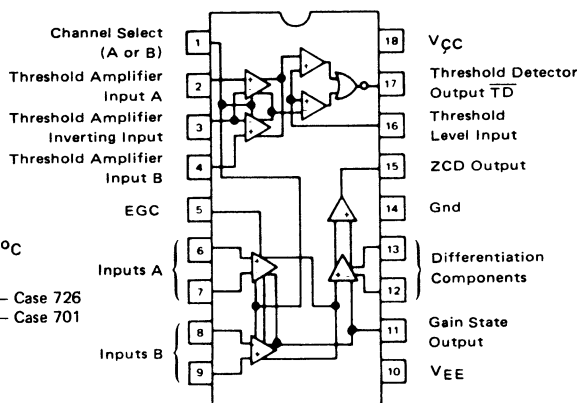 Channel Select
(A or B)
1
Threshold Amplifier
Input A
2
Threshold Amplifier
Inverting Input
3
Threshold Amplifier
Input B
4
EGC
5
°C
Inputs A
6
7
– Case 726
– Case 701
Inputs B
8
9
18
VCC
17
Threshold Detector
Output TD
16
Threshold
Level Input
15
ZCD Output
14
Gnd
13
12
Differentiation
Components
11
Gain State
Output
10
VEE